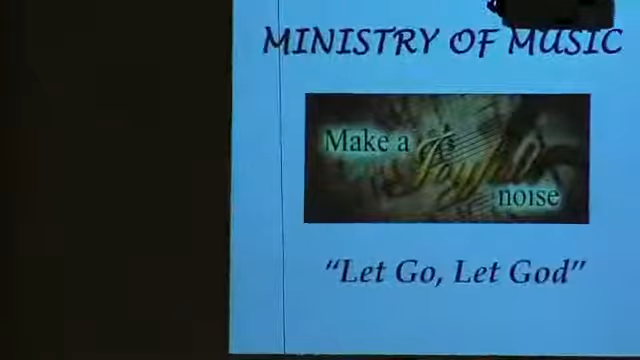 MINISTRY OF MUSIC
Make a
Joyful
noise
“Let Go, Let God”